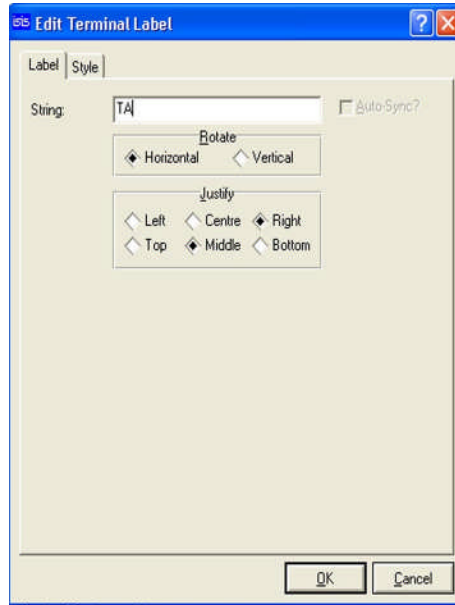 isis Edit Terminal Label
Label Style
String: TA Auto-Sync?
Rotate
Horizontal Vertical
Justify
Left Centre Right
Top Middle Bottom
OK Cancel